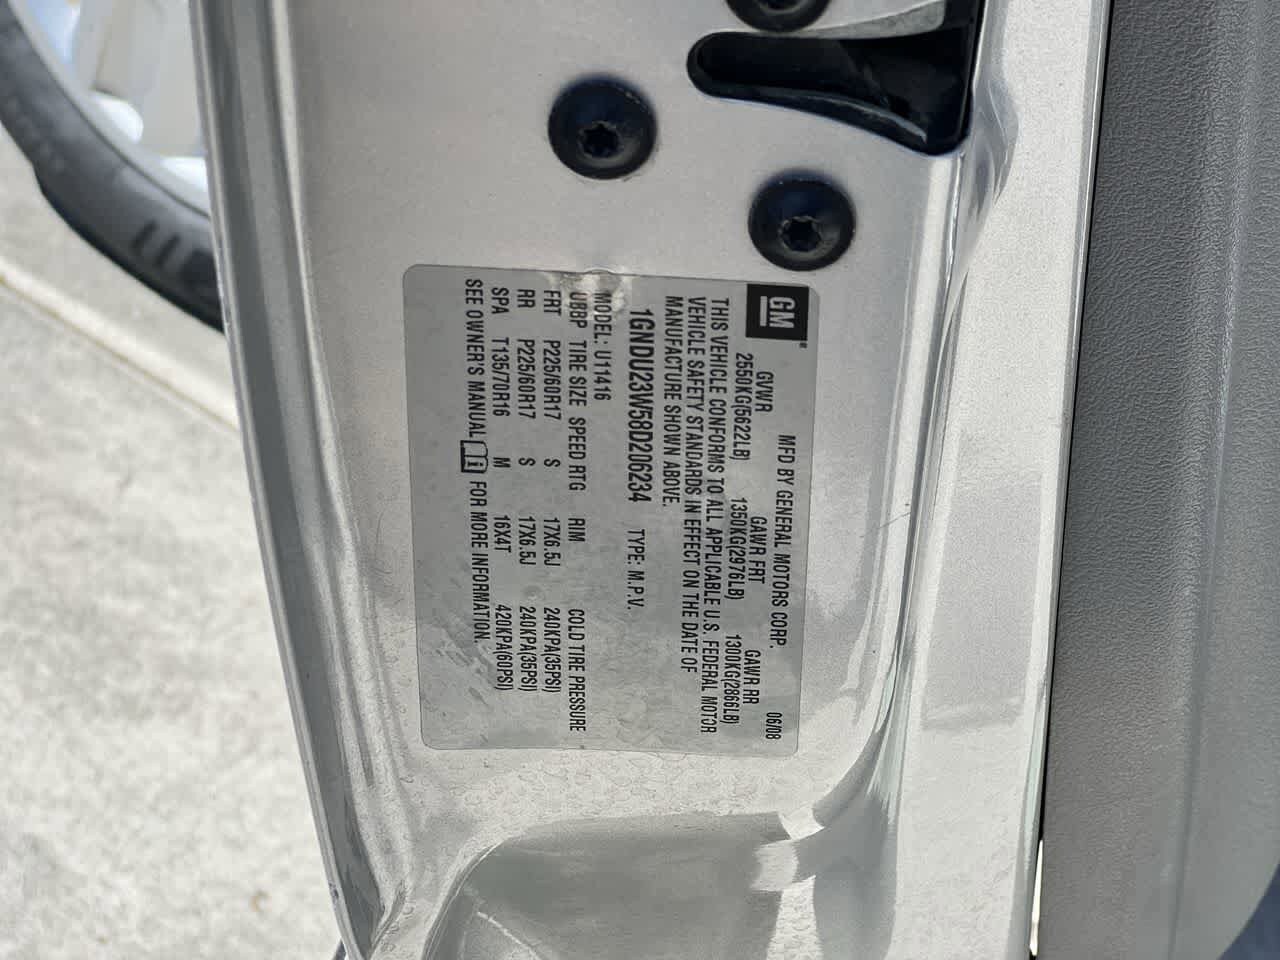 GM
MFD BY GENERAL MOTORS CORP. 06/08
GVWR GAWR FRT GAWR RR
2550KG(5622LB) 1350KG(2976LB) 1300KG(2866LB)
THIS VEHICLE CONFORMS TO ALL APPLICABLE U.S. FEDERAL MOTOR
VEHICLE SAFETY STANDARDS IN EFFECT ON THE DATE OF
MANUFACTURE SHOWN ABOVE.
1GNDU23W58D206234 TYPE: M.P.V.
MODEL: U11416
UBBP TIRE SIZE SPEED RTG RIM COLD TIRE PRESSURE
FRT P225/60R17 S 17X6.5J 240KPA(35PSI)
RR P225/60R17 S 17X6.5J 240KPA(35PSI)
SPA T135/70R16 M 16X4T 420KPA(60PSI)
SEE OWNER'S MANUAL FOR MORE INFORMATION.